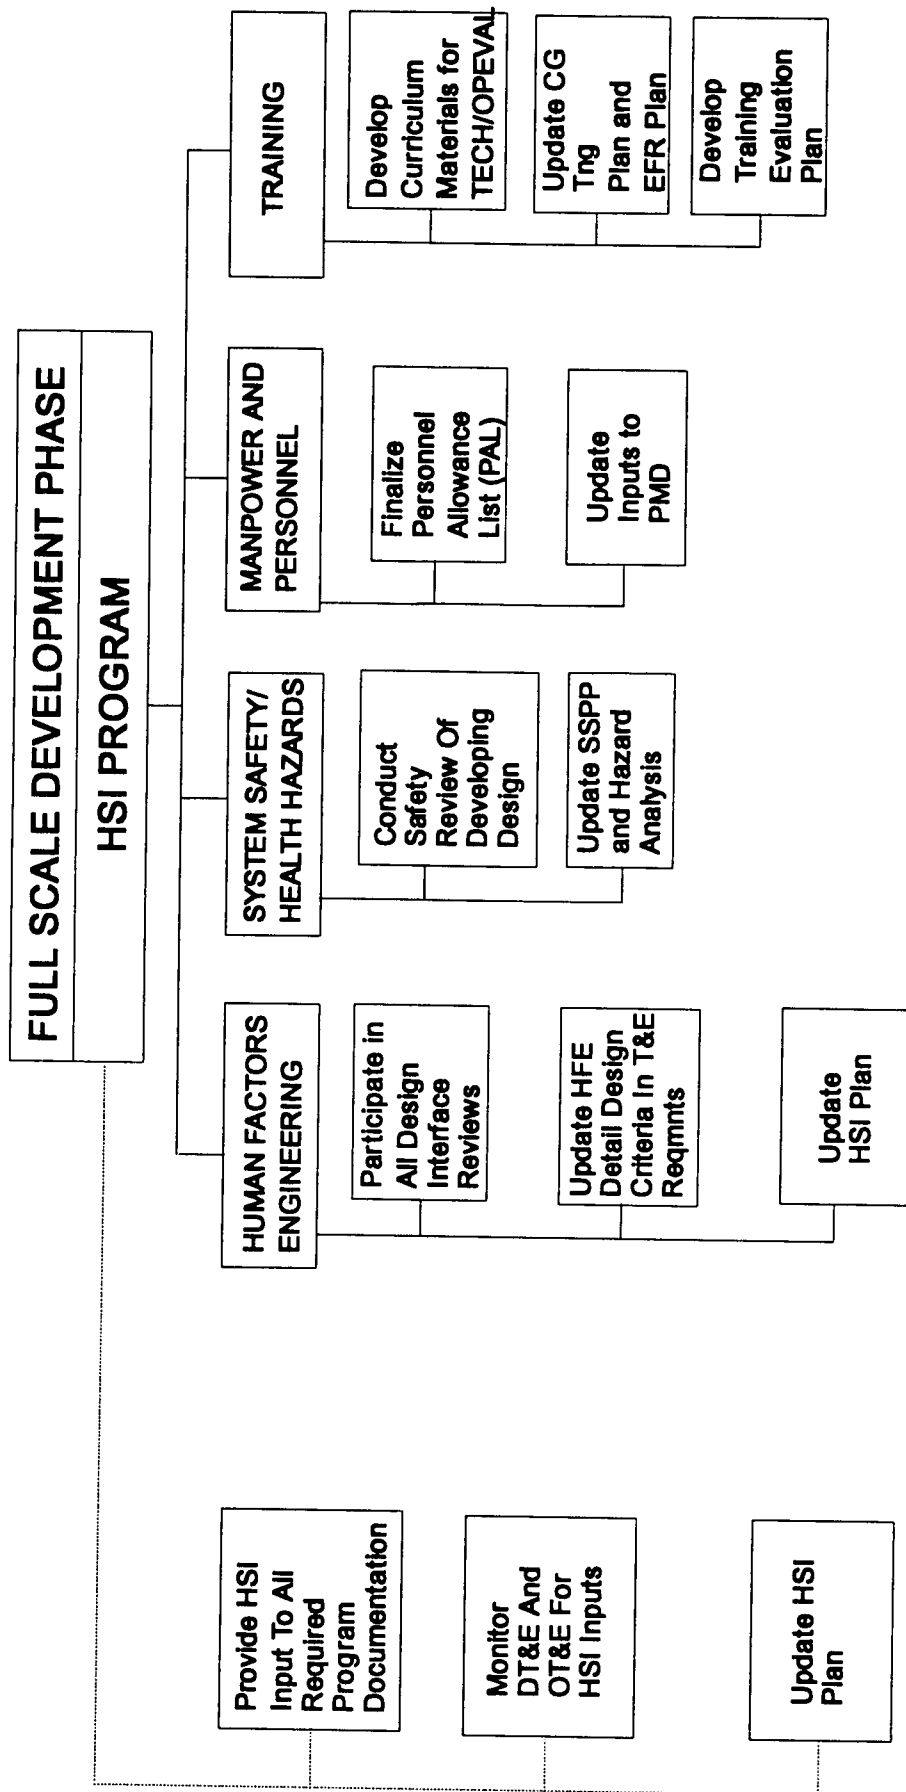 FULL SCALE DEVELOPMENT PHASE
HSI PROGRAM
Provide HSI
Input To All
Required
Program
Documentation
Monitor
DT&E And
OT&E For
HSI Inputs
Update HSI
Plan
HUMAN FACTORS
ENGINEERING
Participate in
All Design
Interface
Reviews
Update HFE
Detail Design
Criteria In T&E
Reqmnts
Update
HSI Plan
SYSTEM SAFETY/
HEALTH HAZARDS
Conduct
Safety
Review Of
Developing
Design
Update SSPP
and Hazard
Analysis
MANPOWER AND
PERSONNEL
Finalize
Personnel
Allowance
List (PAL)
Update
Inputs to
PMD
TRAINING
Develop
Curriculum
Materials for
TECH/OPEVAL
Update CG
Tng
Plan and
EFR Plan
Develop
Training
Evaluation
Plan